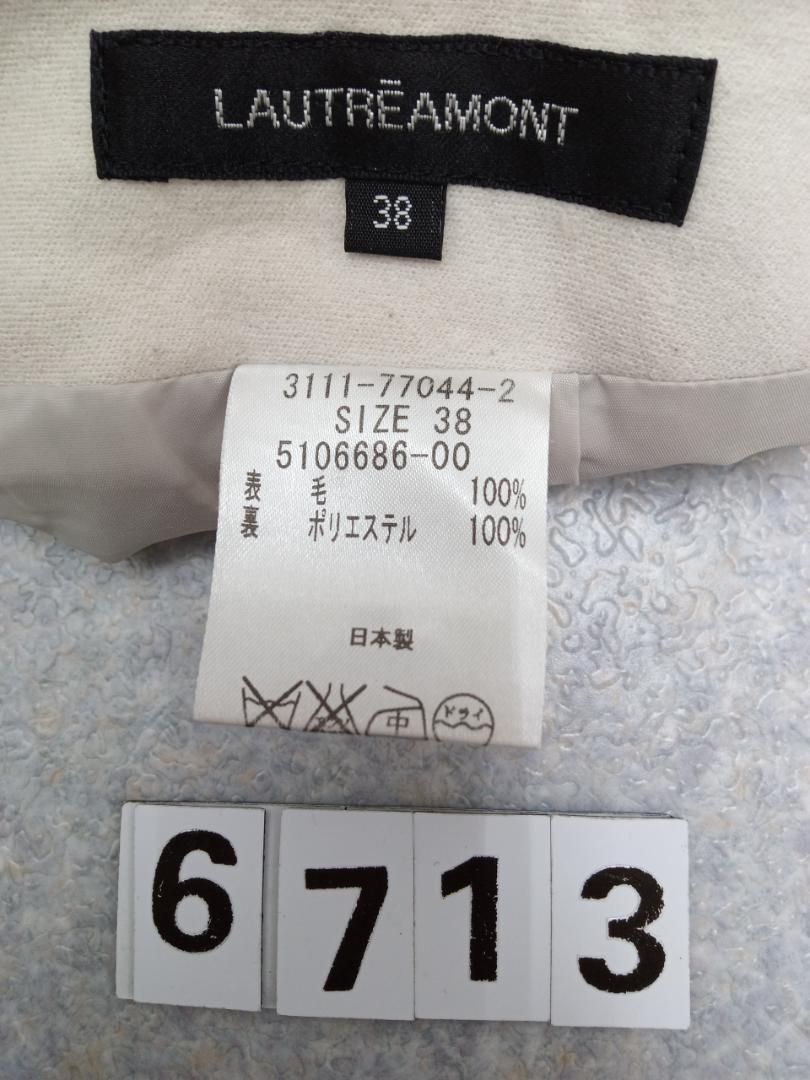 LAUTRĒAMONT
38
3111-77044-2
SIZE 38
5106686-00
表 毛 100%
裏 ポリエステル 100%
日本製
中 ドライ
6713